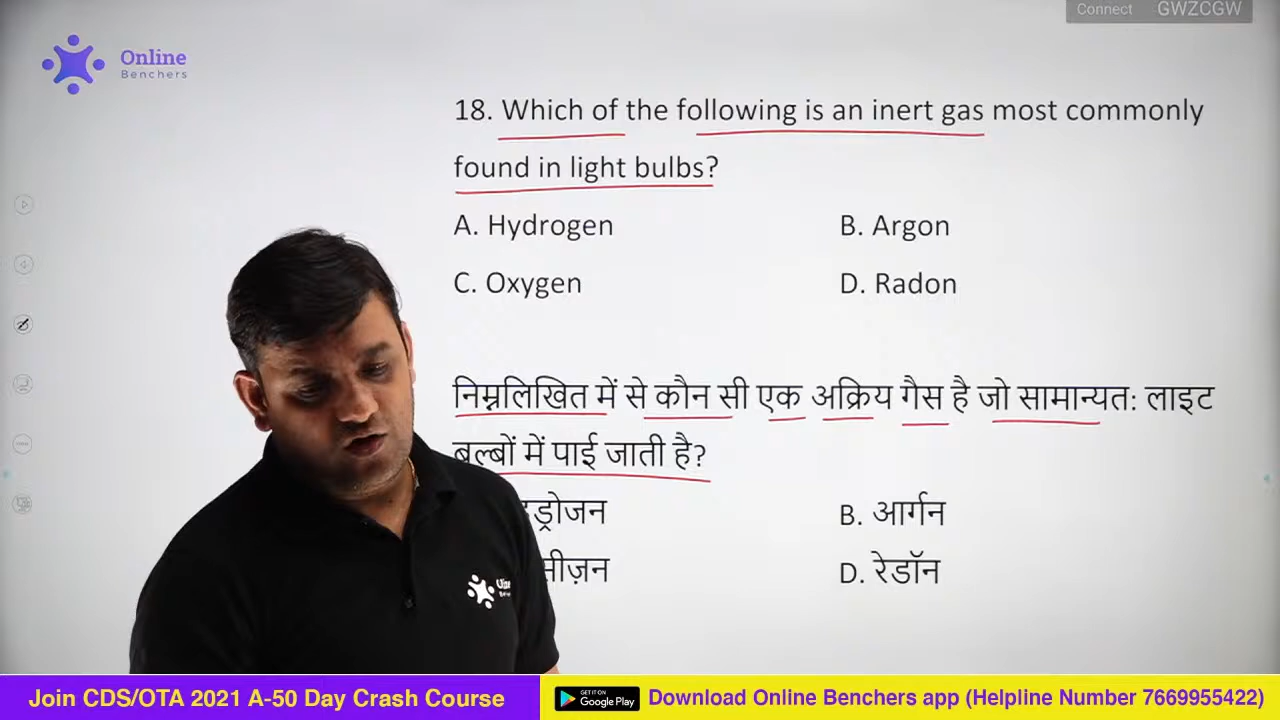 Connect GWZCGW
Online
Benchers
18. Which of the following is an inert gas most commonly
found in light bulbs?
A. Hydrogen B. Argon
C. Oxygen D. Radon
निम्नलिखित में से कौन सी एक अक्रिय गैस है जो सामान्यत: लाइट
बल्बों में पाई जाती है?
B. आर्गन
D. रेडॉन
Join CDS/OTA 2021 A-50 Day Crash Course
GET IT ON
Google Play
Download Online Benchers app (Helpline Number 7669955422)